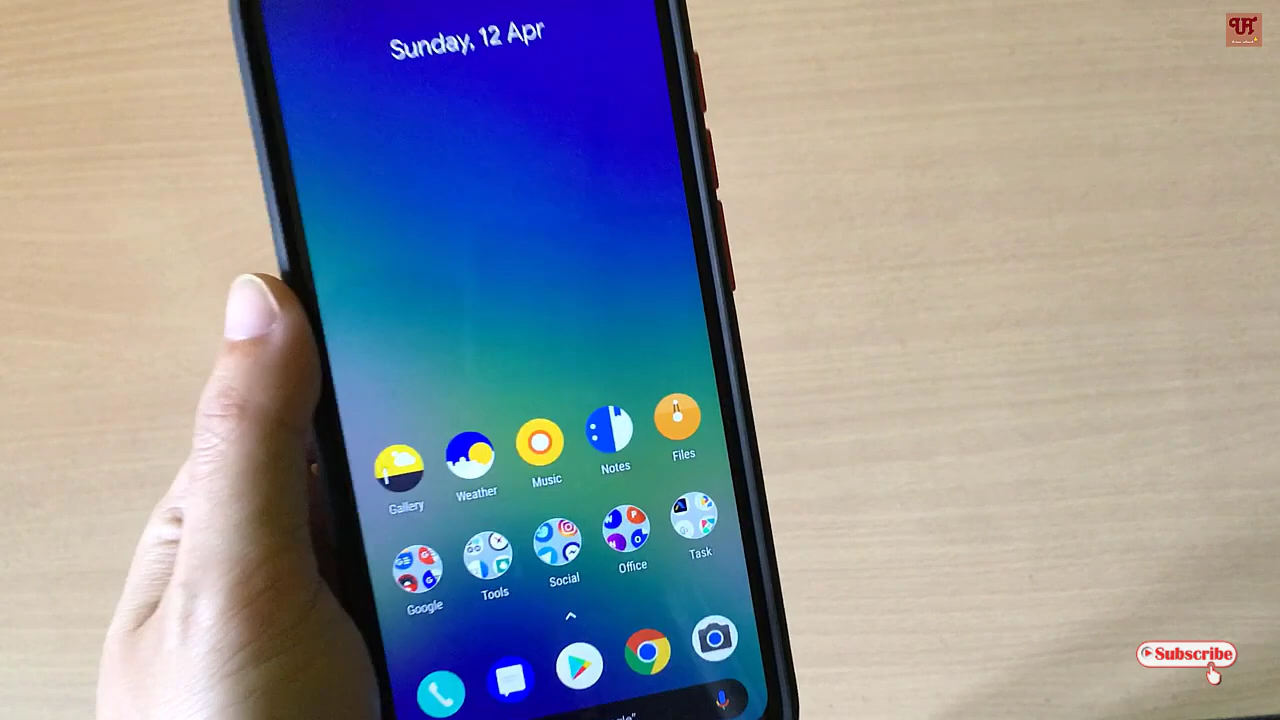 Sunday, 12 Apr
Gallery
Weather
Music
Notes
Files
Google
Tools
Social
Office
Task
Subscribe